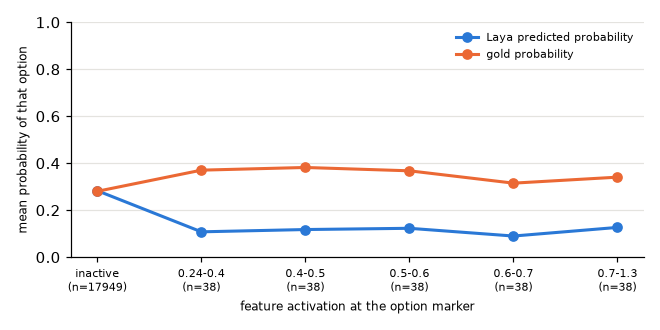 1.0
0.8
0.6
0.4
0.2
0.0
mean probability of that option
Laya predicted probability
gold probability
inactive
(n=17949)
0.24-0.4
(n=38)
0.4-0.5
(n=38)
0.5-0.6
(n=38)
0.6-0.7
(n=38)
0.7-1.3
(n=38)
feature activation at the option marker